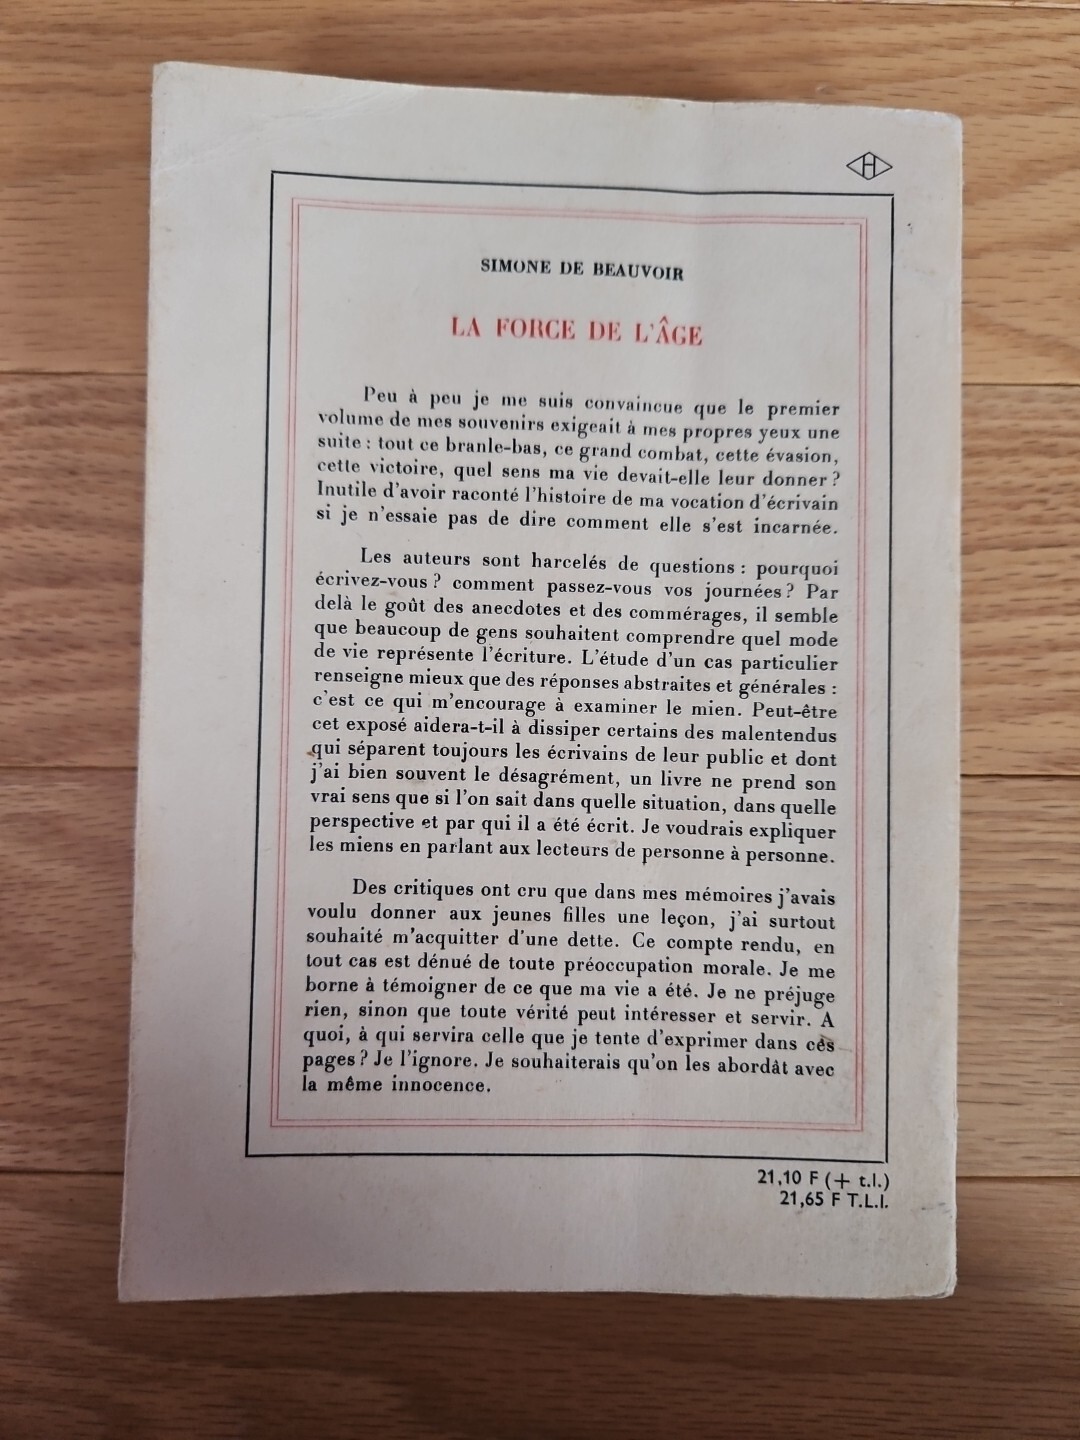 H
SIMONE DE BEAUVOIR
LA FORCE DE L'ÂGE
Peu à peu je me suis convaincue que le premier
volume de mes souvenirs exigeait à mes propres yeux une
suite : tout ce branle-bas, ce grand combat, cette évasion,
cette victoire, quel sens ma vie devait-elle leur donner ?
Inutile d'avoir raconté l'histoire de ma vocation d'écrivain
si je n'essaie pas de dire comment elle s'est incarnée.
Les auteurs sont harcelés de questions : pourquoi
écrivez-vous ? comment passez-vous vos journées ? Par
delà le goût des anecdotes et des commérages, il semble
que beaucoup de gens souhaitent comprendre quel mode
de vie représente l'écriture. L'étude d'un cas particulier
renseigne mieux que des réponses abstraites et générales :
c'est ce qui m'encourage à examiner le mien. Peut-être
cet exposé aidera-t-il à dissiper certains des malentendus
qui séparent toujours les écrivains de leur public et dont
j'ai bien souvent le désagrément, un livre ne prend son
vrai sens que si l'on sait dans quelle situation, dans quelle
perspective et par qui il a été écrit. Je voudrais expliquer
les miens en parlant aux lecteurs de personne à personne.
Des critiques ont cru que dans mes mémoires j'avais
voulu donner aux jeunes filles une leçon, j'ai surtout
souhaité m'acquitter d'une dette. Ce compte rendu, en
tout cas est dénué de toute préoccupation morale. Je me
borne à témoigner de ce que ma vie a été. Je ne préjuge
rien, sinon que toute vérité peut intéresser et servir. A
quoi, à qui servira celle que je tente d'exprimer dans ces
pages ? Je l'ignore. Je souhaiterais qu'on les abordât avec
la même innocence.
21,10 F (+ t.l.)
21,65 F T.L.I.